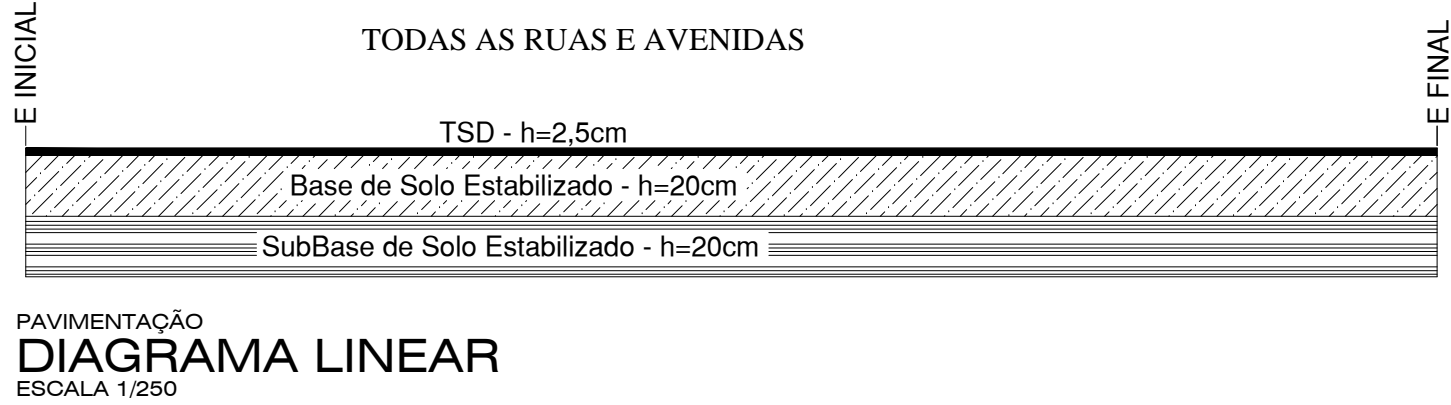 E INICIAL
TODAS AS RUAS E AVENIDAS
E FINAL
TSD - h=2,5cm
Base de Solo Estabilizado - h=20cm
SubBase de Solo Estabilizado - h=20cm
PAVIMENTAÇÃO
DIAGRAMA LINEAR
ESCALA 1/250